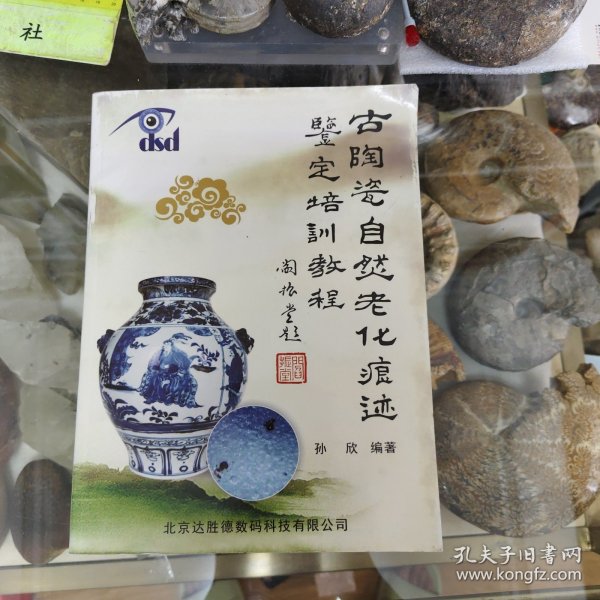 社
dsd
古陶瓷自然老化痕迹
鑒定培訓教程
阎振堂题
孙 欣 编著
北京达胜德数码科技有限公司
孔夫子旧书网
www.kongfz.com